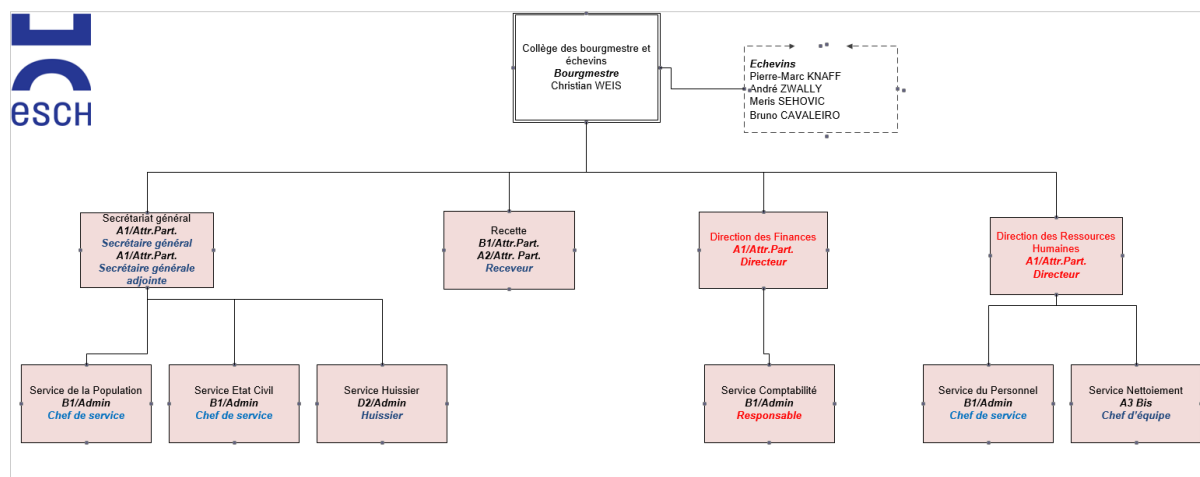 esch
Collège des bourgmestre et
échevins
Bourgmestre
Christian WEIS
Echevins
Pierre-Marc KNAFF
André ZWALLY
Meris SEHOVIC
Bruno CAVALEIRO
Secrétariat général
A1/Attr.Part.
Secrétaire général
A1/Attr.Part.
Secrétaire générale
adjointe
Recette
B1/Attr.Part.
A2/Attr. Part.
Receveur
Direction des Finances
A1/Attr.Part.
Directeur
Direction des Ressources
Humaines
A1/Attr.Part.
Directeur
Service de la Population
B1/Admin
Chef de service
Service Etat Civil
B1/Admin
Chef de service
Service Huissier
D2/Admin
Huissier
Service Comptabilité
B1/Admin
Responsable
Service du Personnel
B1/Admin
Chef de service
Service Nettoiement
A3 Bis
Chef d'équipe